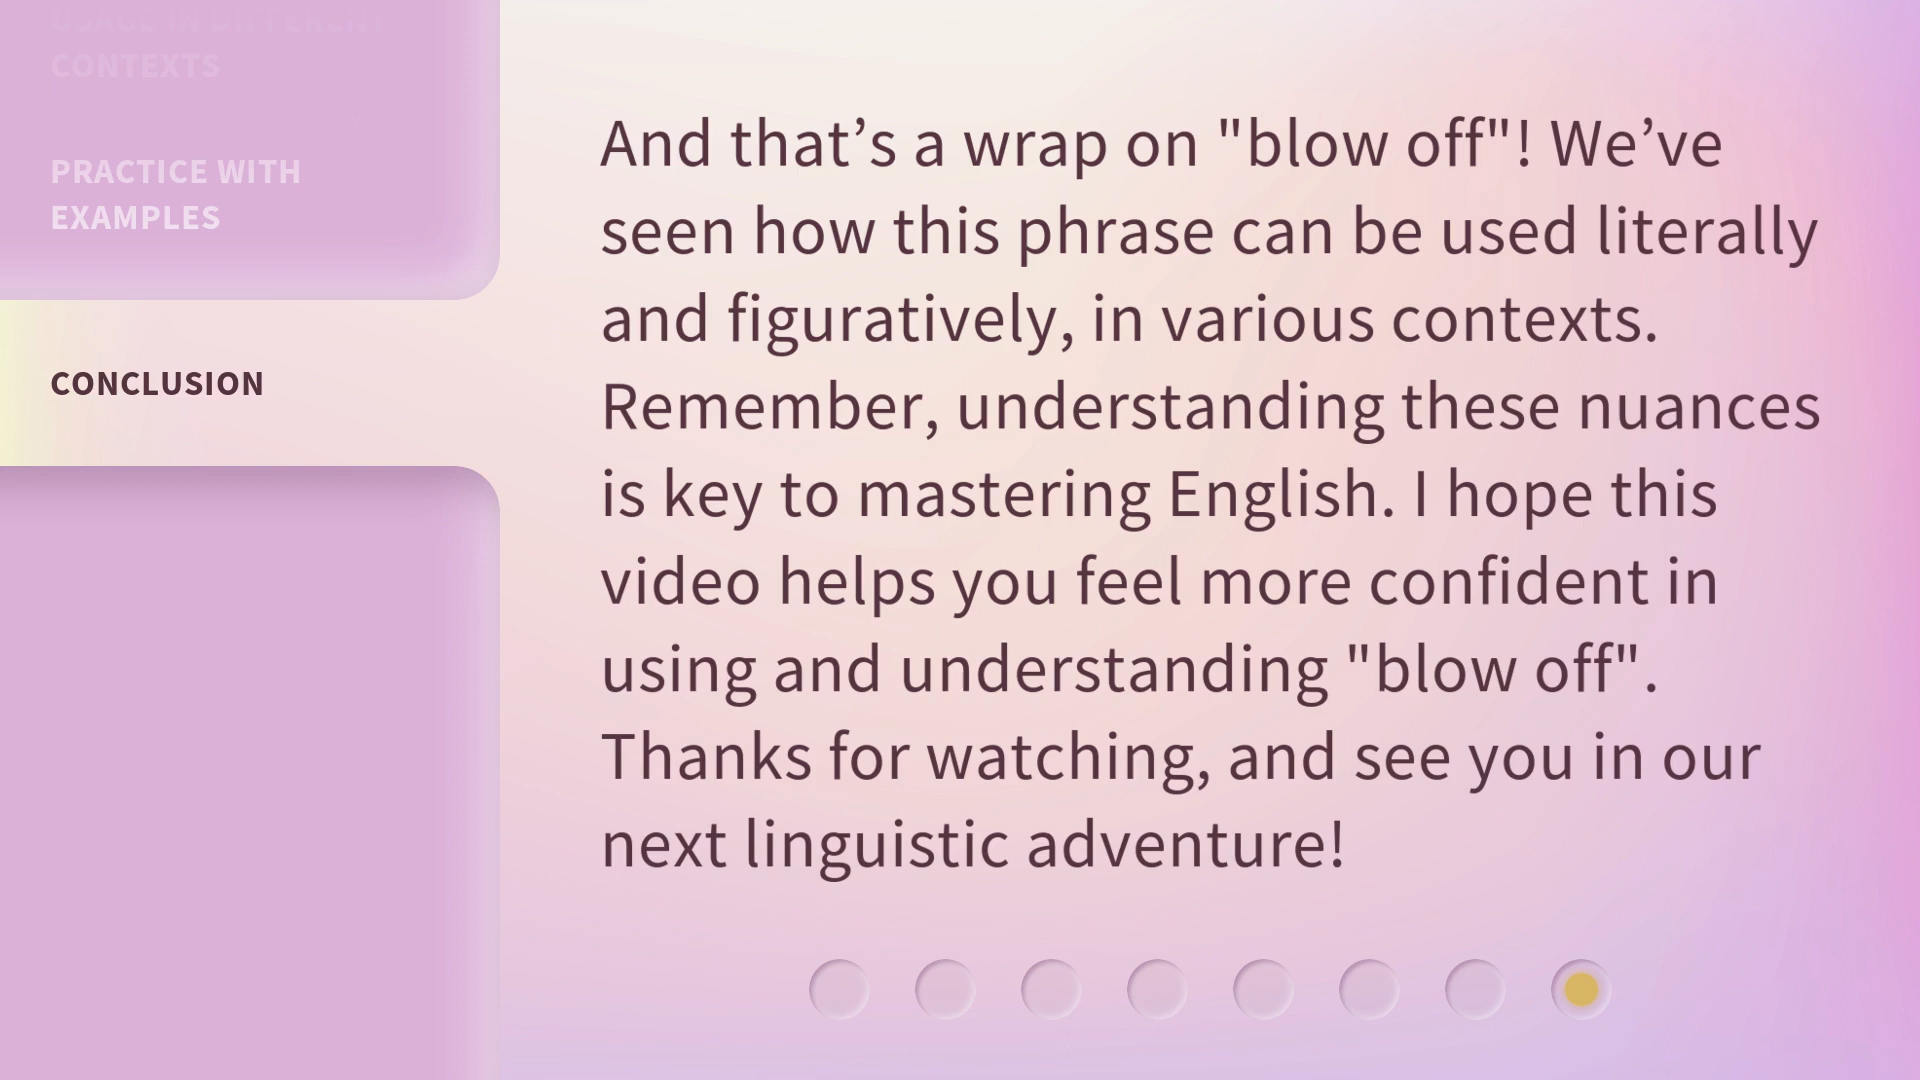 USAGE IN DIFFERENT
CONTEXTS
PRACTICE WITH
EXAMPLES
CONCLUSION
And that’s a wrap on "blow off"! We’ve
seen how this phrase can be used literally
and figuratively, in various contexts.
Remember, understanding these nuances
is key to mastering English. I hope this
video helps you feel more confident in
using and understanding "blow off".
Thanks for watching, and see you in our
next linguistic adventure!